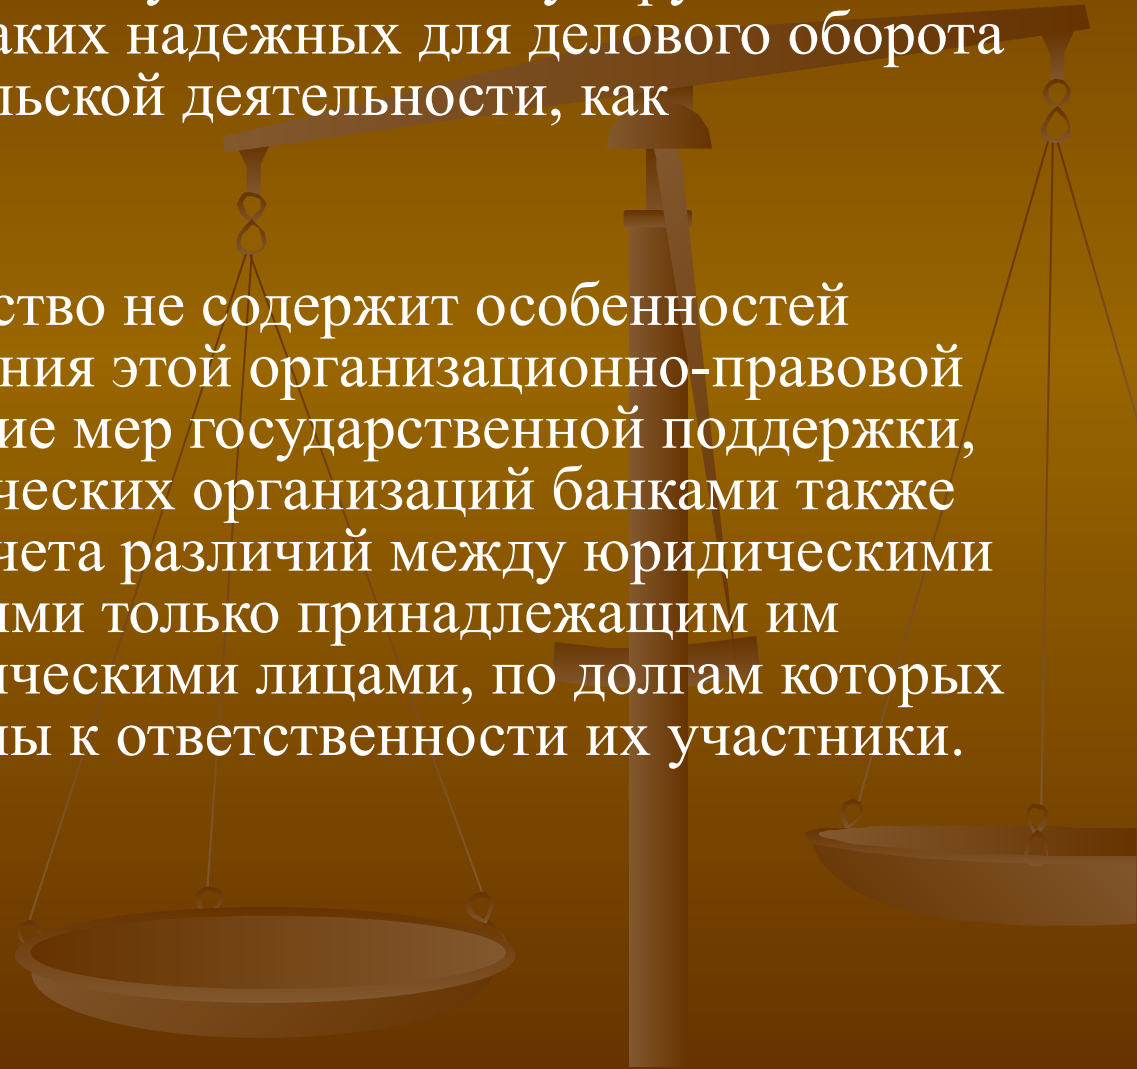 аких надежных для делового оборота
льской деятельности, как
ство не содержит особенностей
ния этой организационно-правовой
ие мер государственной поддержки,
ческих организаций банками также
чета различий между юридическими
ими только принадлежащим им
ическими лицами, по долгам которых
ны к ответственности их участники.